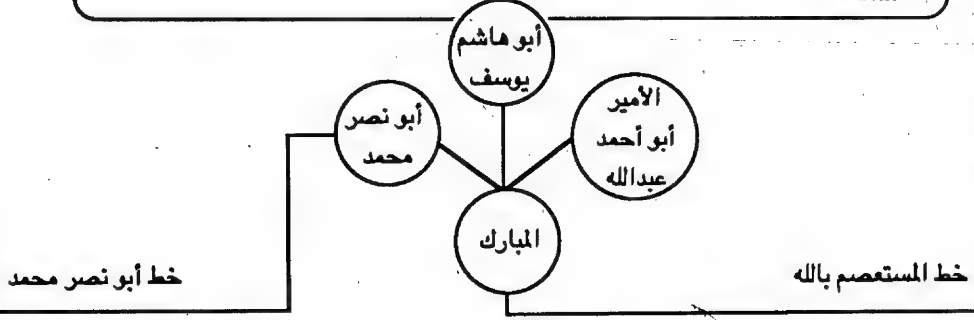 أبو هاشم
يوسف
الأمير
أبو أحمد
عبدالله
أبو نصر
محمد
المبارك
خط المستعصم بالله
خط أبو نصر محمد